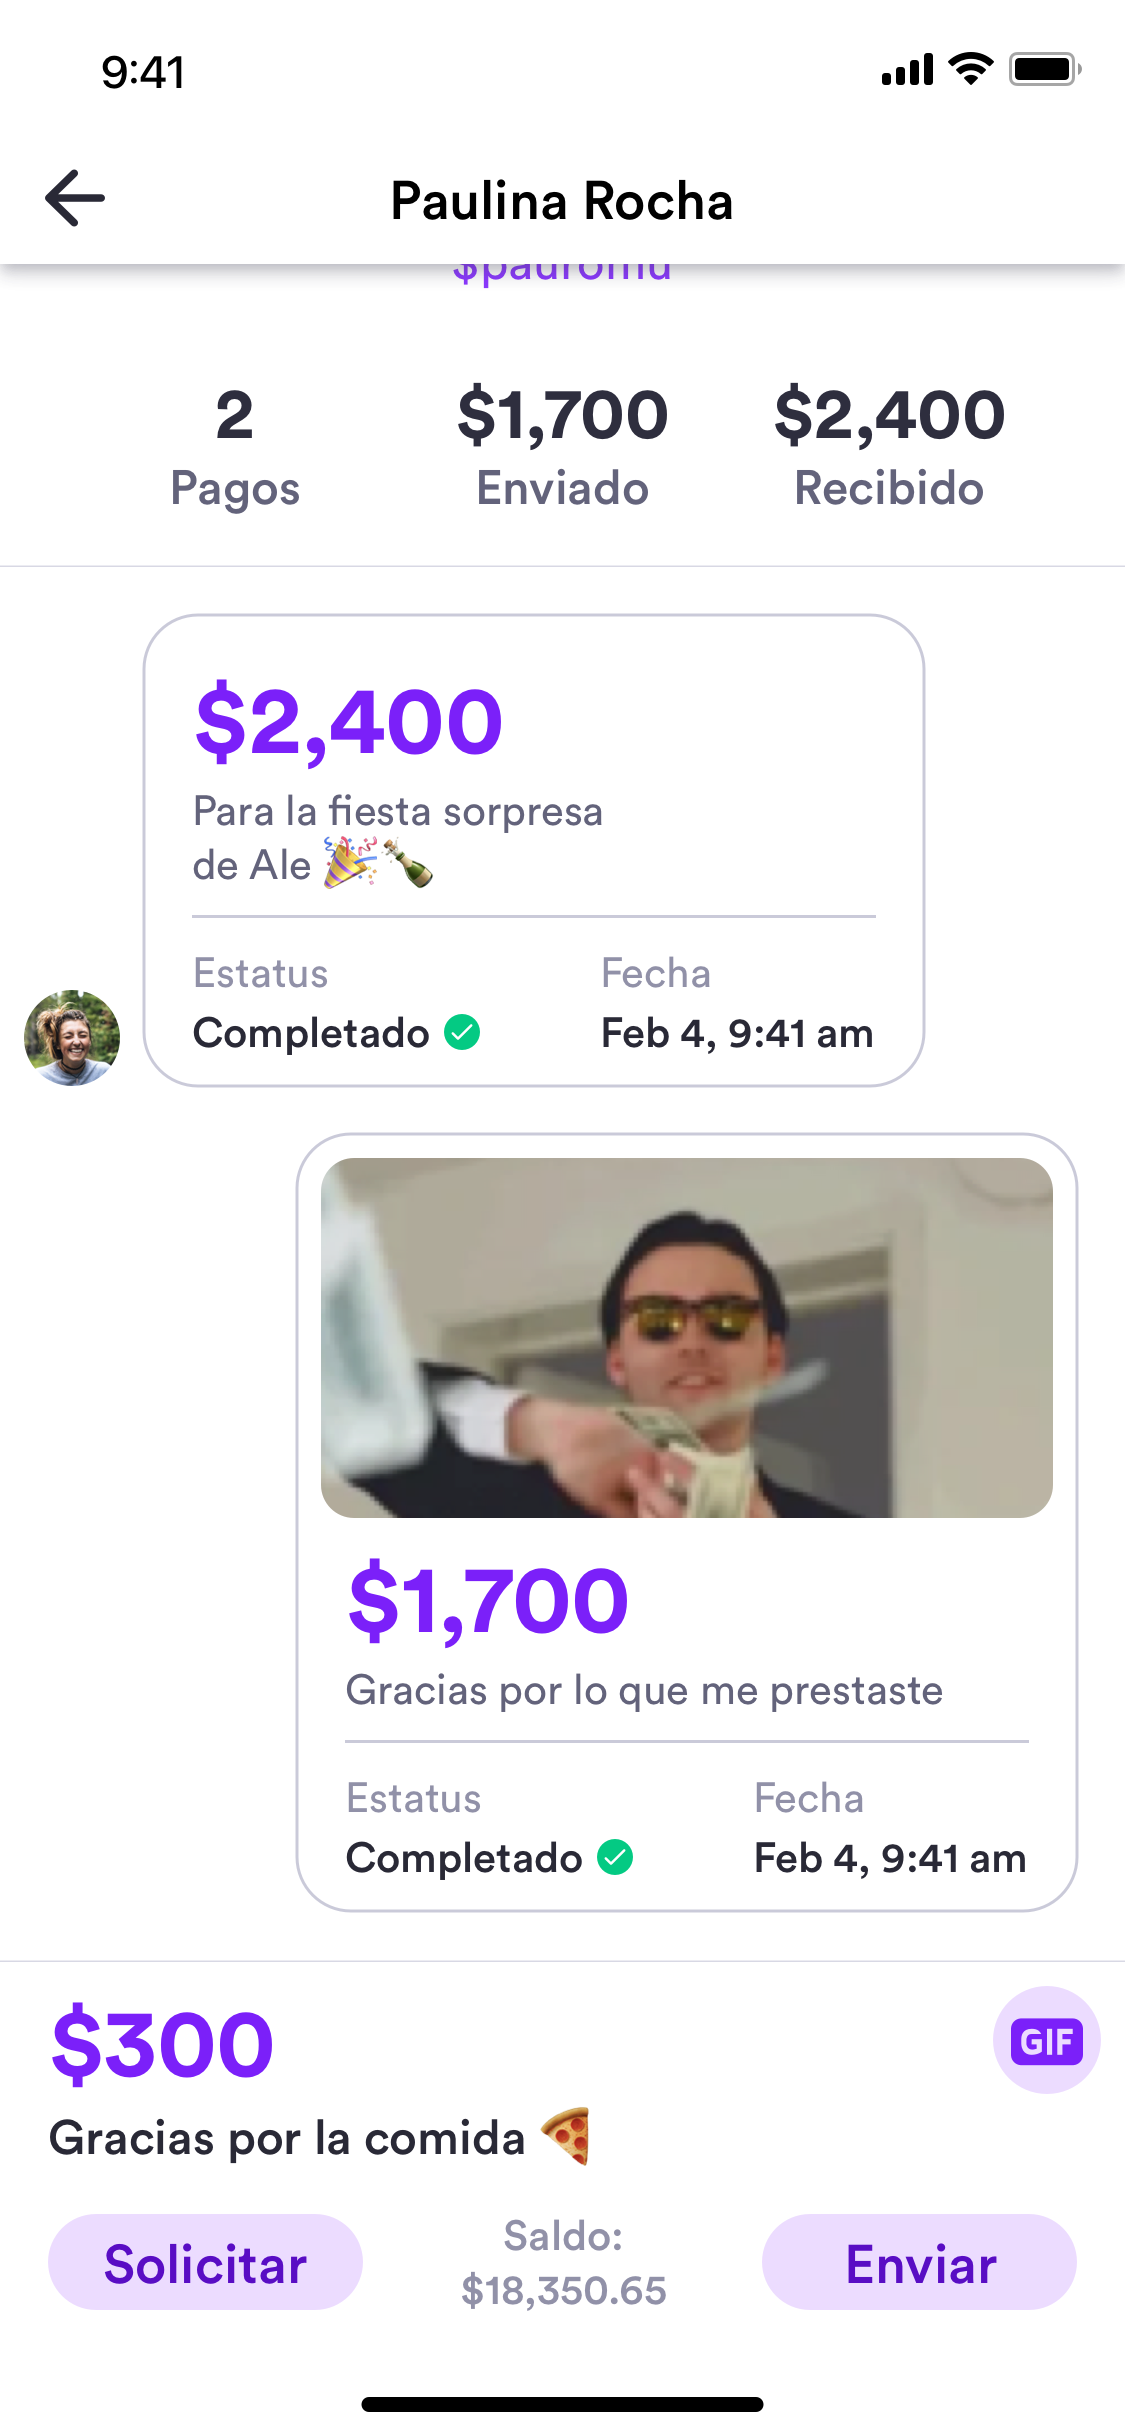 9:41
Paulina Rocha
2
Pagos
$1,700
Enviado
$2,400
Recibido
$2,400
Para la fiesta sorpresa
de Ale 🎉🍾
Estatus
Completado
Fecha
Feb 4, 9:41 am
$1,700
Gracias por lo que me prestaste
Estatus
Completado
Fecha
Feb 4, 9:41 am
$300
GIF
Gracias por la comida 🍕
Solicitar
Saldo:
$18,350.65
Enviar